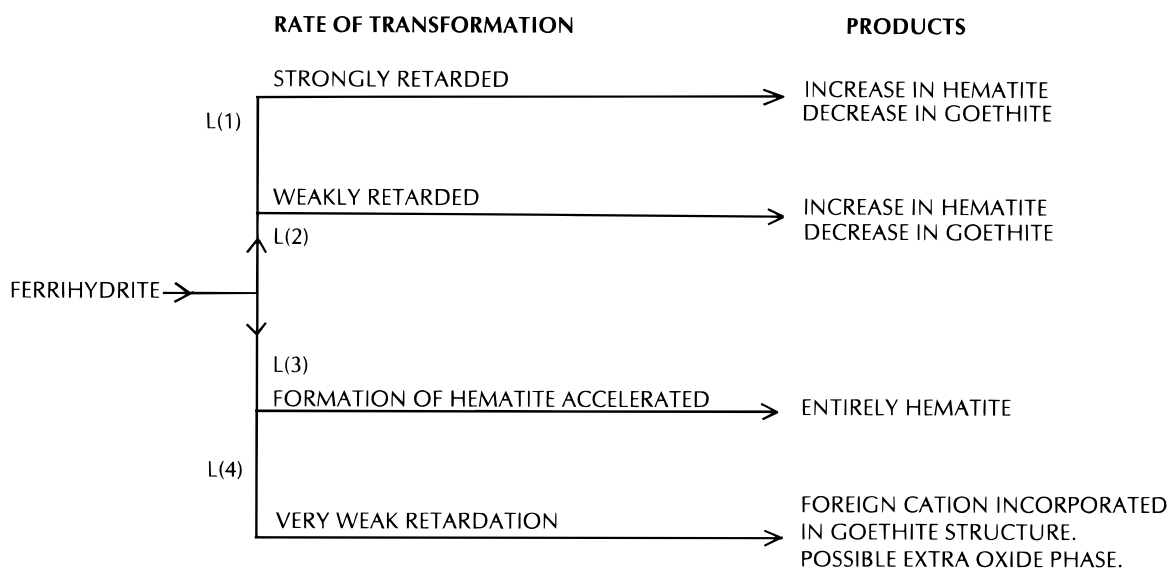 RATE OF TRANSFORMATION
PRODUCTS
STRONGLY RETARDED
INCREASE IN HEMATITE
DECREASE IN GOETHITE
L(1)
WEAKLY RETARDED
INCREASE IN HEMATITE
DECREASE IN GOETHITE
L(2)
FERRIHYDRITE
L(3)
FORMATION OF HEMATITE ACCELERATED
ENTIRELY HEMATITE
L(4)
VERY WEAK RETARDATION
FOREIGN CATION INCORPORATED
IN GOETHITE STRUCTURE.
POSSIBLE EXTRA OXIDE PHASE.